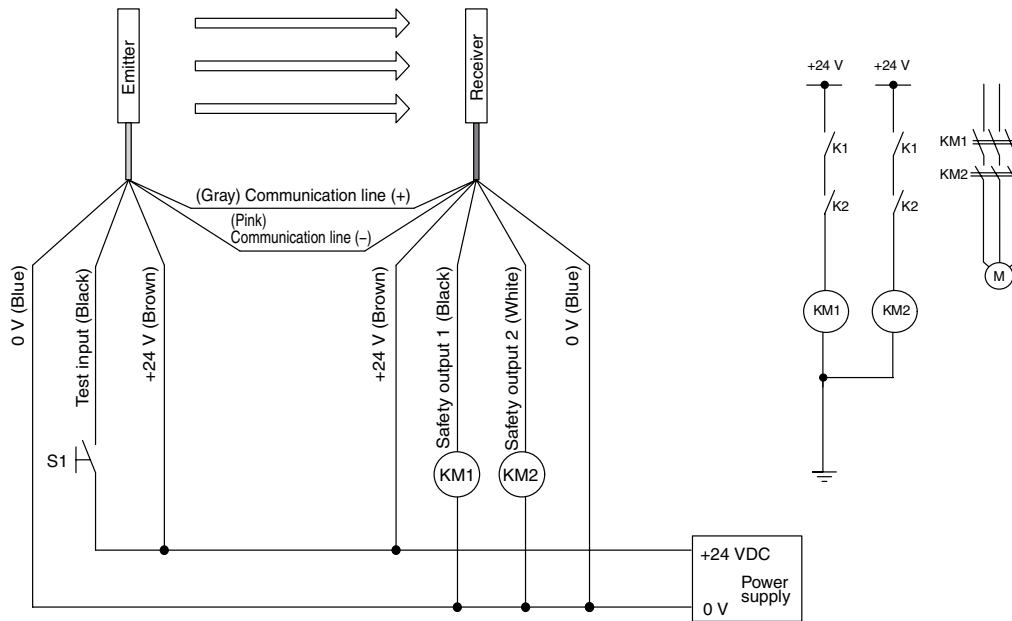 Emitter
Receiver
(Gray) Communication line (+)
(Pink)
Communication line (–)
0 V (Blue)
Test input (Black)
+24 V (Brown)
+24 V (Brown)
Safety output 1 (Black)
Safety output 2 (White)
0 V (Blue)
S1
KM1
KM2
+24 VDC
Power
supply
0 V
+24 V
+24 V
K1
K1
K2
K2
KM1
KM2
KM1
KM2
M